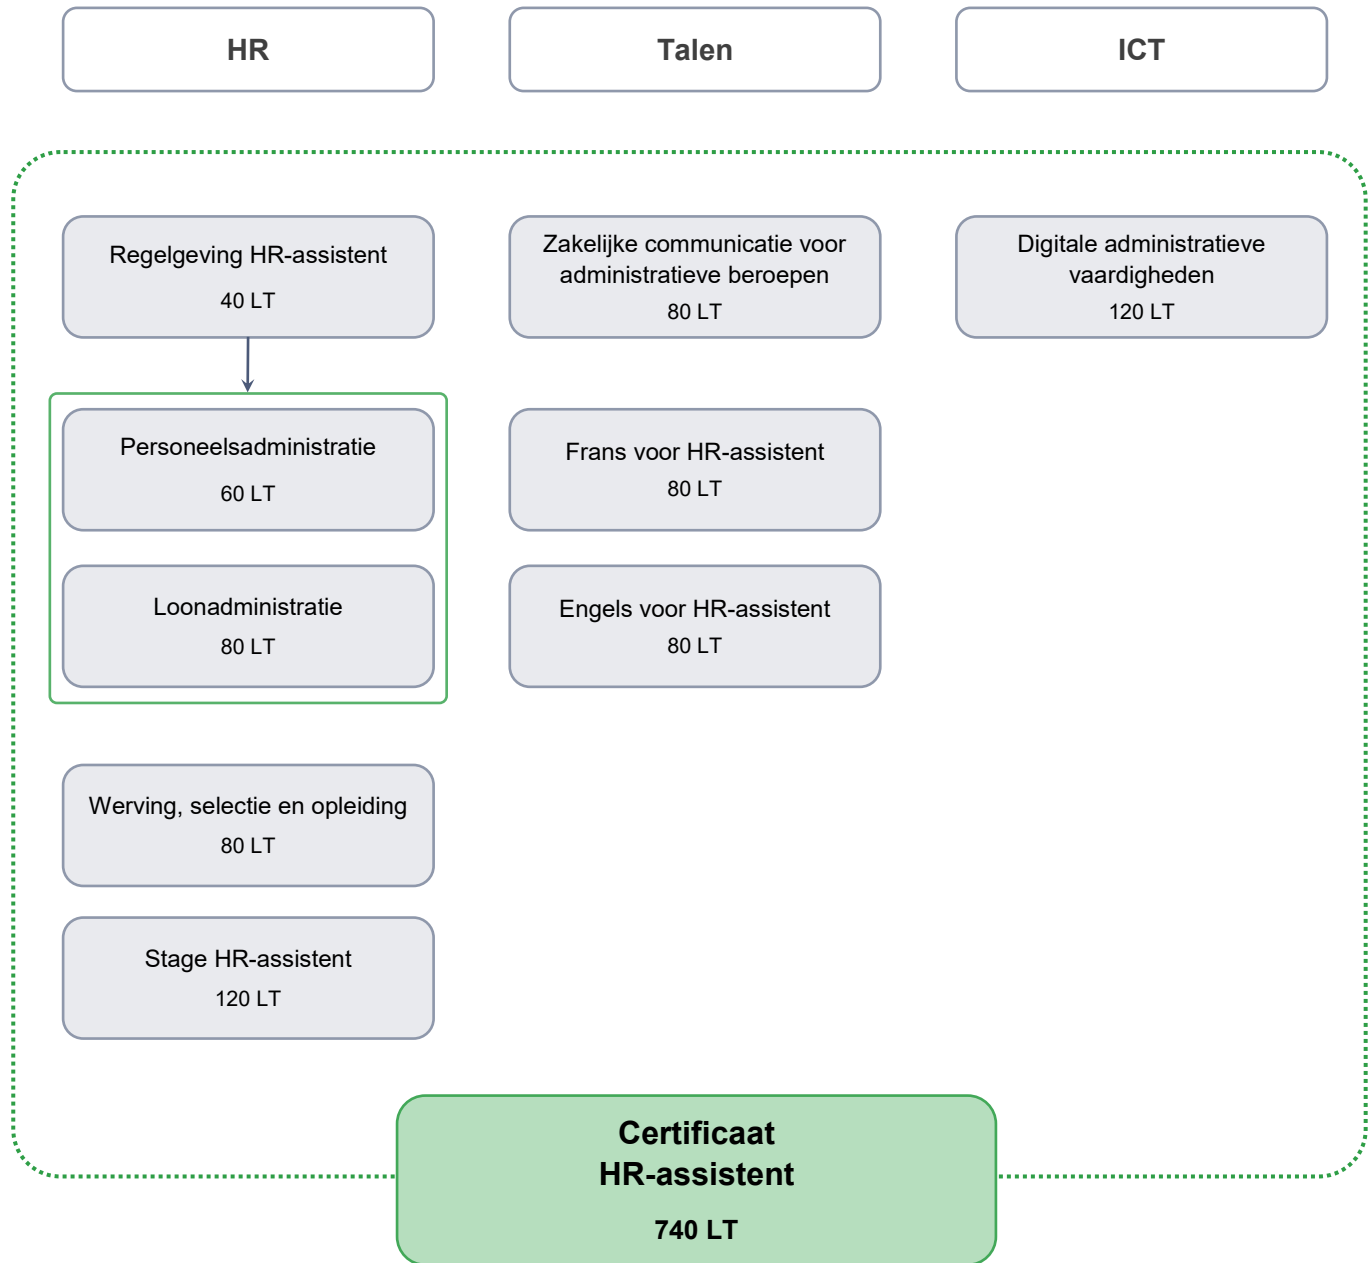 HR
Talen
ICT
Regelgeving HR-assistent
40 LT
Zakelijke communicatie voor
administratieve beroepen
80 LT
Digitale administratieve
vaardigheden
120 LT
Personeelsadministratie
60 LT
Frans voor HR-assistent
80 LT
Loonadministratie
80 LT
Engels voor HR-assistent
80 LT
Werving, selectie en opleiding
80 LT
Stage HR-assistent
120 LT
Certificaat
HR-assistent
740 LT